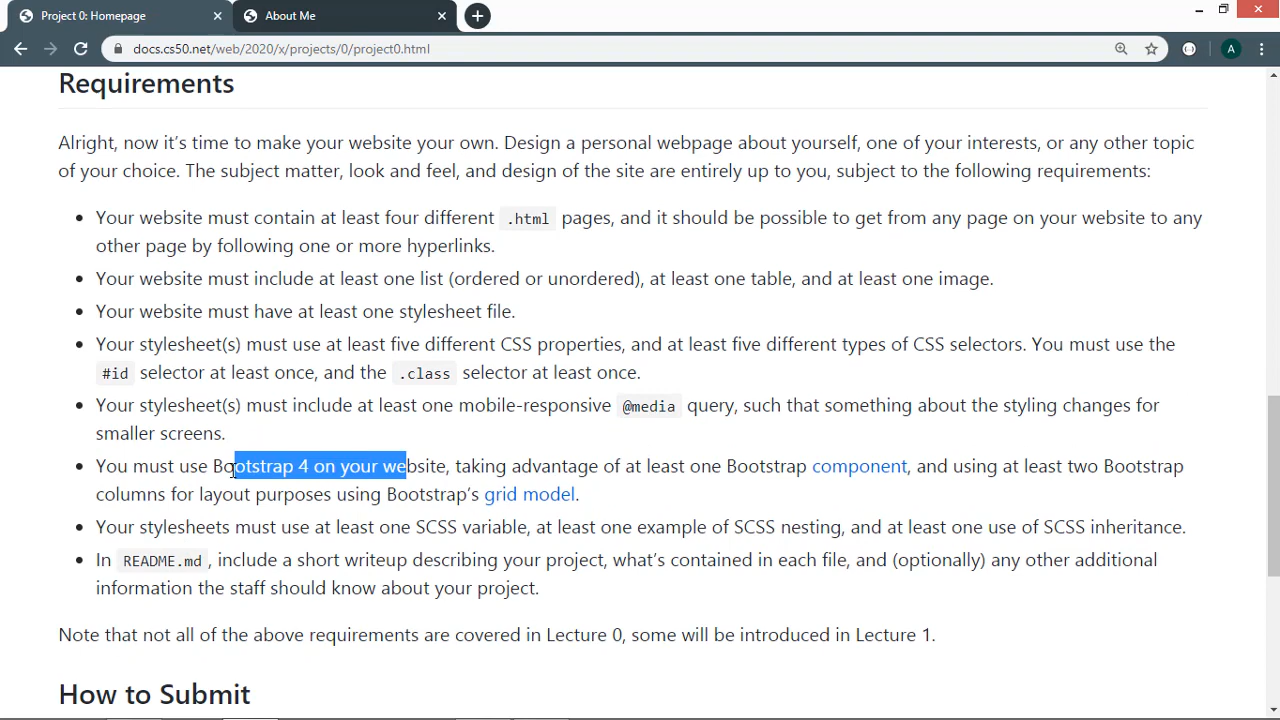 Project 0: Homepage
About Me
docs.cs50.net/web/2020/x/projects/0/project0.html
A
Requirements
Alright, now it's time to make your website your own. Design a personal webpage about yourself, one of your interests, or any other topic
of your choice. The subject matter, look and feel, and design of the site are entirely up to you, subject to the following requirements:
• Your website must contain at least four different .html pages, and it should be possible to get from any page on your website to any
other page by following one or more hyperlinks.
• Your website must include at least one list (ordered or unordered), at least one table, and at least one image.
• Your website must have at least one stylesheet file.
• Your stylesheet(s) must use at least five different CSS properties, and at least five different types of CSS selectors. You must use the
#id selector at least once, and the .class selector at least once.
• Your stylesheet(s) must include at least one mobile-responsive @media query, such that something about the styling changes for
smaller screens.
• You must use Bootstrap 4 on your website, taking advantage of at least one Bootstrap component, and using at least two Bootstrap
columns for layout purposes using Bootstrap's grid model.
• Your stylesheets must use at least one SCSS variable, at least one example of SCSS nesting, and at least one use of SCSS inheritance.
• In README.md, include a short writeup describing your project, what's contained in each file, and (optionally) any other additional
information the staff should know about your project.
Note that not all of the above requirements are covered in Lecture 0, some will be introduced in Lecture 1.
How to Submit